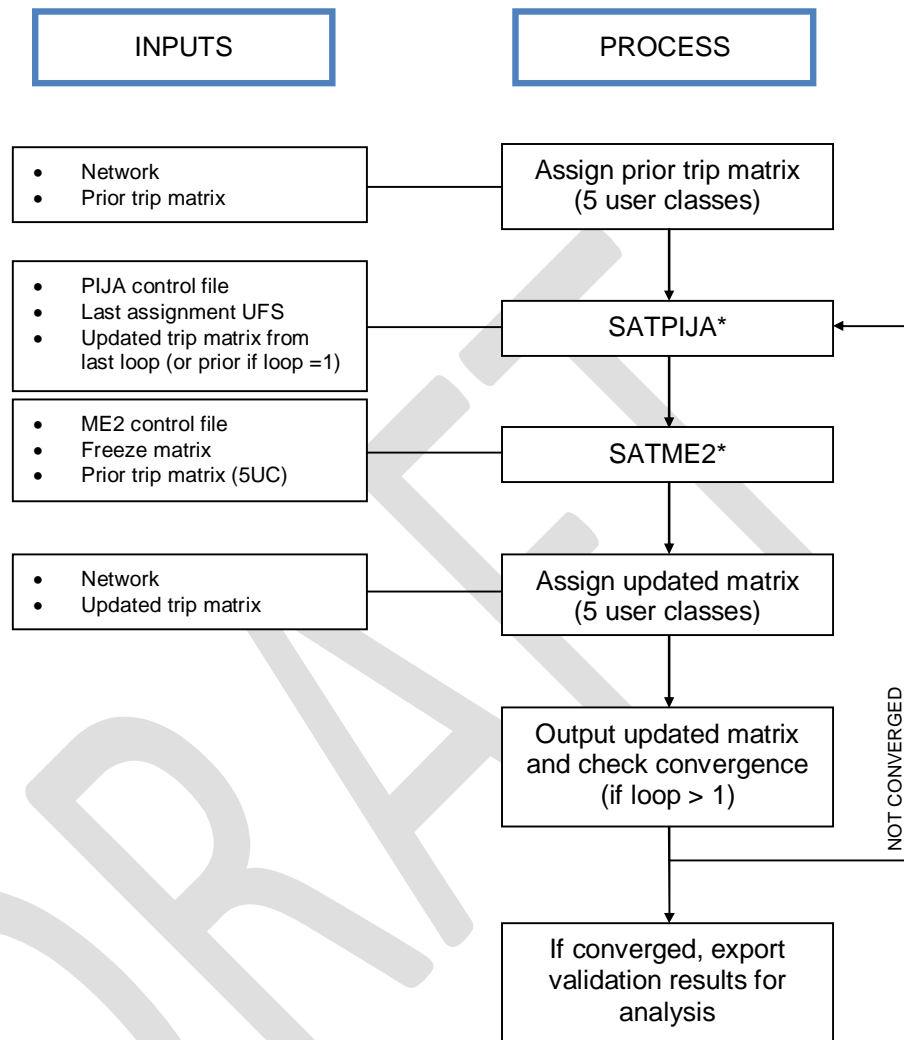 INPUTS
PROCESS
• Network
• Prior trip matrix
Assign prior trip matrix
(5 user classes)
• PIJA control file
• Last assignment UFS
• Updated trip matrix from
last loop (or prior if loop =1)
SATPIJA*
• ME2 control file
• Freeze matrix
• Prior trip matrix (5UC)
SATME2*
• Network
• Updated trip matrix
Assign updated matrix
(5 user classes)
Output updated matrix
and check convergence
(if loop > 1)
NOT CONVERGED
If converged, export
validation results for
analysis
DRAFT